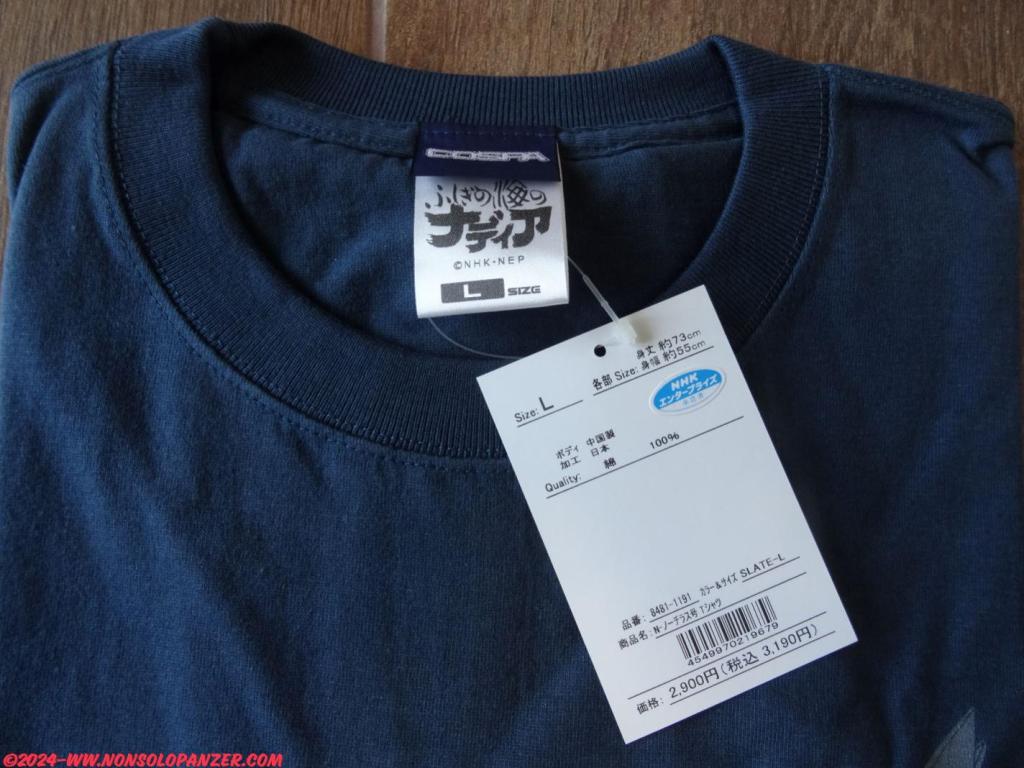 COSPA
ふしぎの海の
ナディア
©NHK・NEP
L SIZE
身丈 約73cm
Size: L 各部 Size: 身幅 約55cm
NHK
エンタープライズ
ボディ 中国製
加工 日本
Quality: 綿 100%
品番: 8481-1191 カラー&サイズ SLATE-L
商品名: N-ノーチラス号 Tシャツ
4549970219679
価格: 2,900円(税込 3,190円)
©2024-WW.NONSOLOPANZER.COM